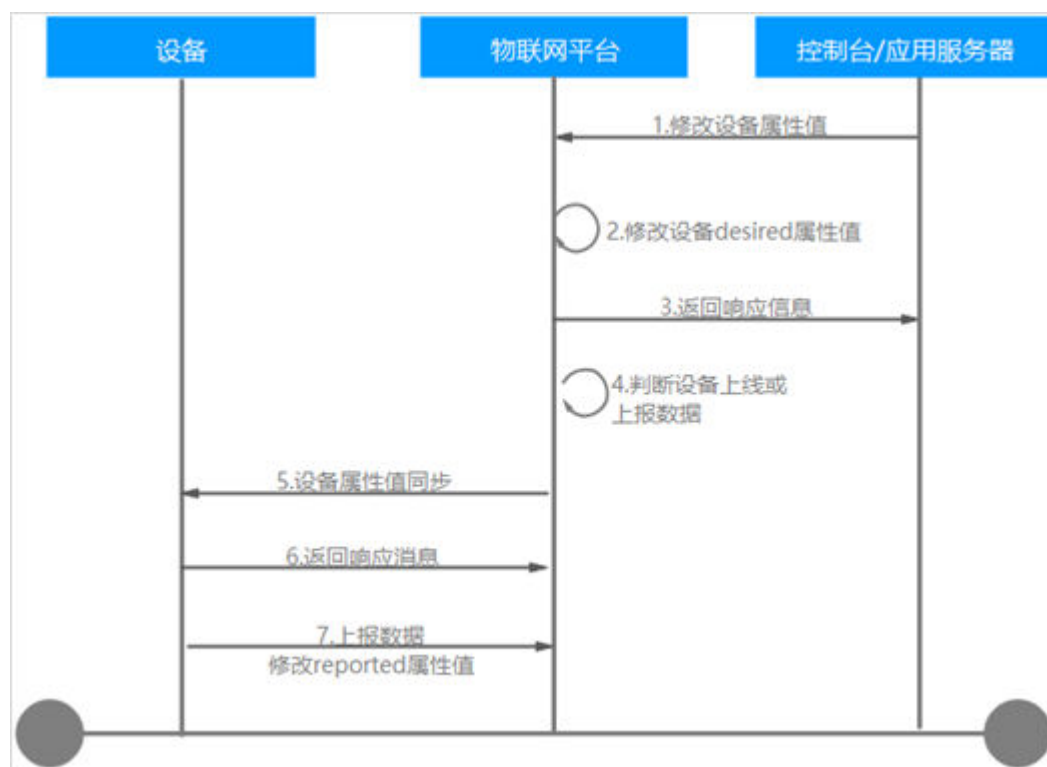 设备
物联网平台
控制台/应用服务器
1.修改设备属性值
2.修改设备desired属性值
3.返回响应信息
4.判断设备上线或
上报数据
5.设备属性值同步
6.返回响应消息
7.上报数据
修改reported属性值